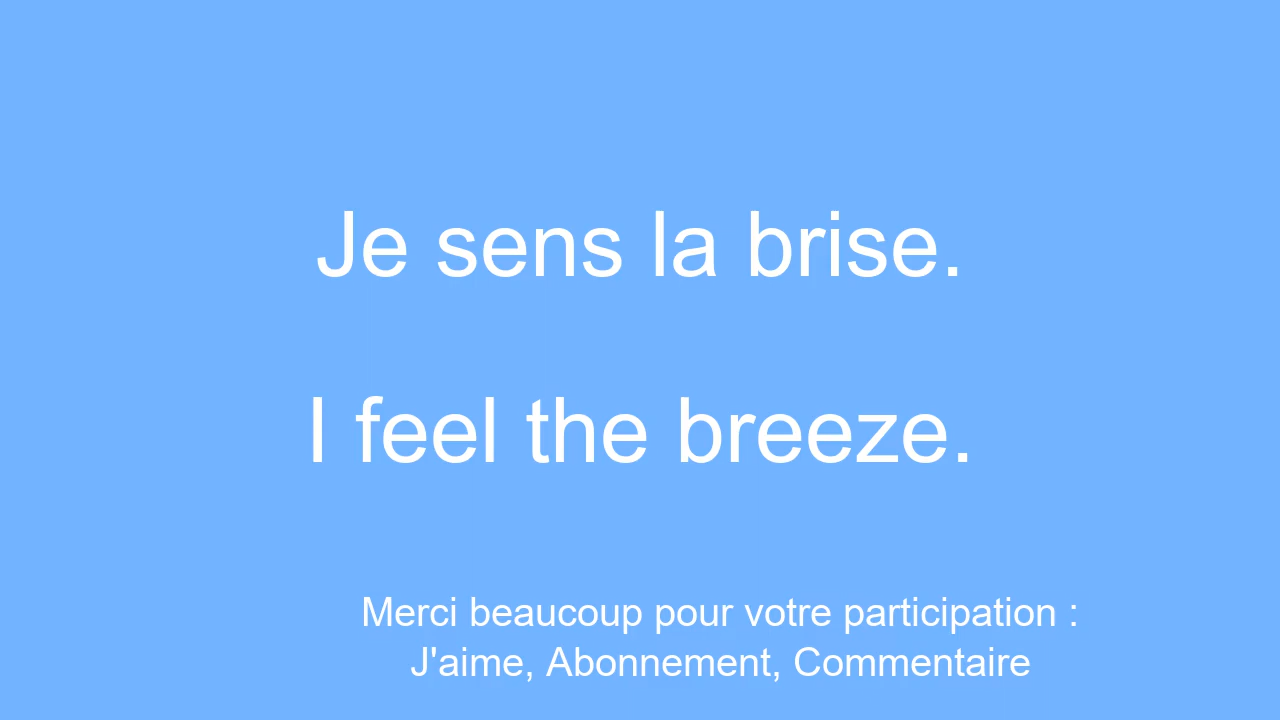 Je sens la brise.
I feel the breeze.
Merci beaucoup pour votre participation :
J'aime, Abonnement, Commentaire